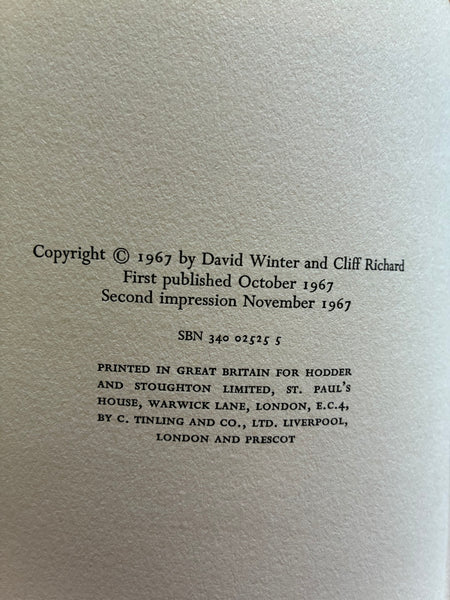 Copyright © 1967 by David Winter and Cliff Richard
First published October 1967
Second impression November 1967
SBN 340 02525 5
PRINTED IN GREAT BRITAIN FOR HODDER
AND STOUGHTON LIMITED, ST. PAUL'S
HOUSE, WARWICK LANE, LONDON, E.C.4,
BY C. TINLING AND CO., LTD. LIVERPOOL,
LONDON AND PRESCOT